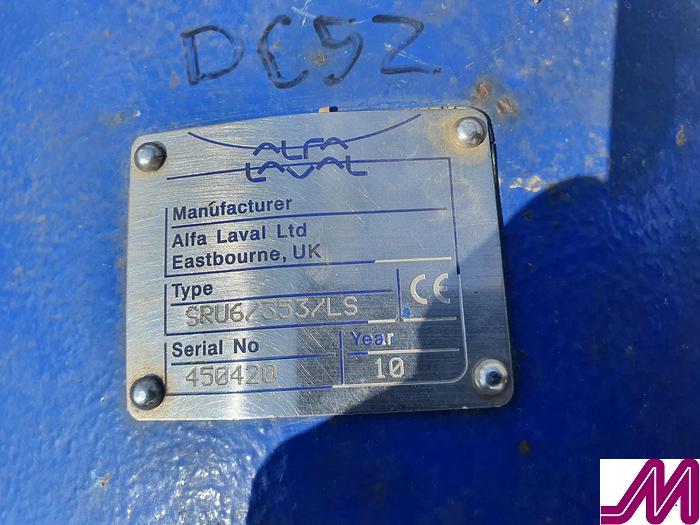 DC52
ALFA
LAVAL
Manufacturer
Alfa Laval Ltd
Eastbourne, UK
Type
CE
SRU6/353/LS
Serial No
Year
450420
10
M